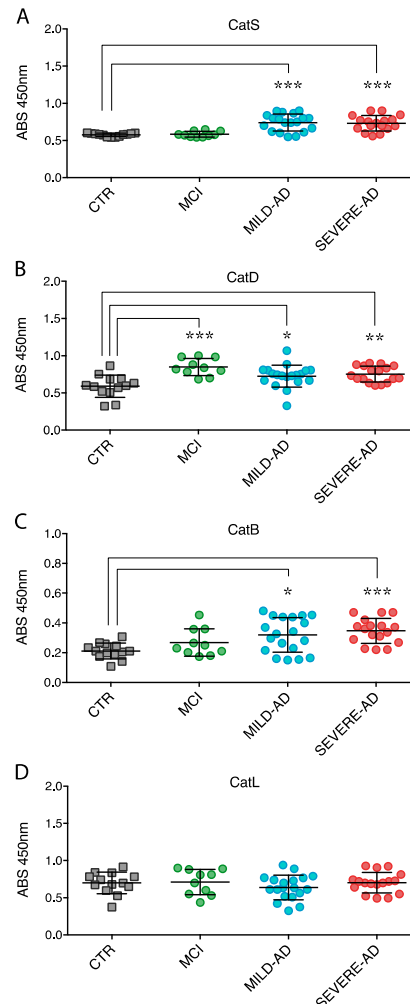 A
CatS
ABS 450nm
2.0
1.5
1.0
0.5
0.0
***
***
CTR
MCI
MILD-AD
SEVERE-AD
B
CatD
ABS 450nm
2.0
1.5
1.0
0.5
0.0
***
*
**
CTR
MCI
MILD-AD
SEVERE-AD
C
CatB
ABS 450nm
1.0
0.8
0.6
0.4
0.2
0.0
*
***
CTR
MCI
MILD-AD
SEVERE-AD
D
CatL
ABS 450nm
2.0
1.5
1.0
0.5
0.0
CTR
MCI
MILD-AD
SEVERE-AD